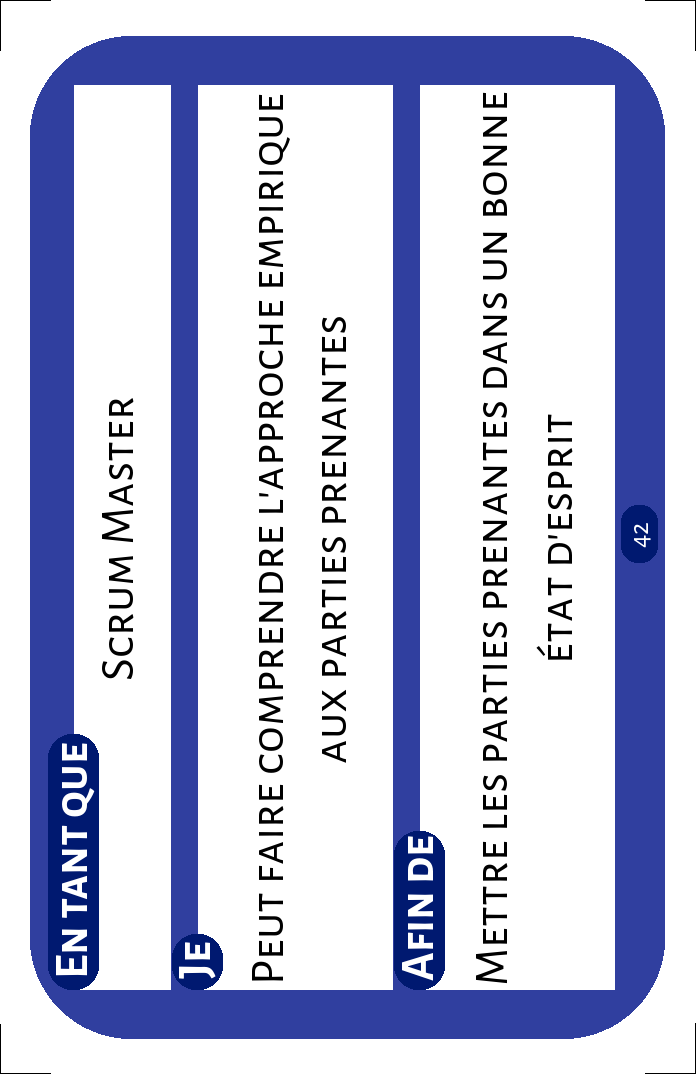 En tant que
Scrum Master
Je
Peut faire comprendre l'approche empirique
aux parties prenantes
Afin de
Mettre les parties prenantes dans un bonne
état d'esprit
42